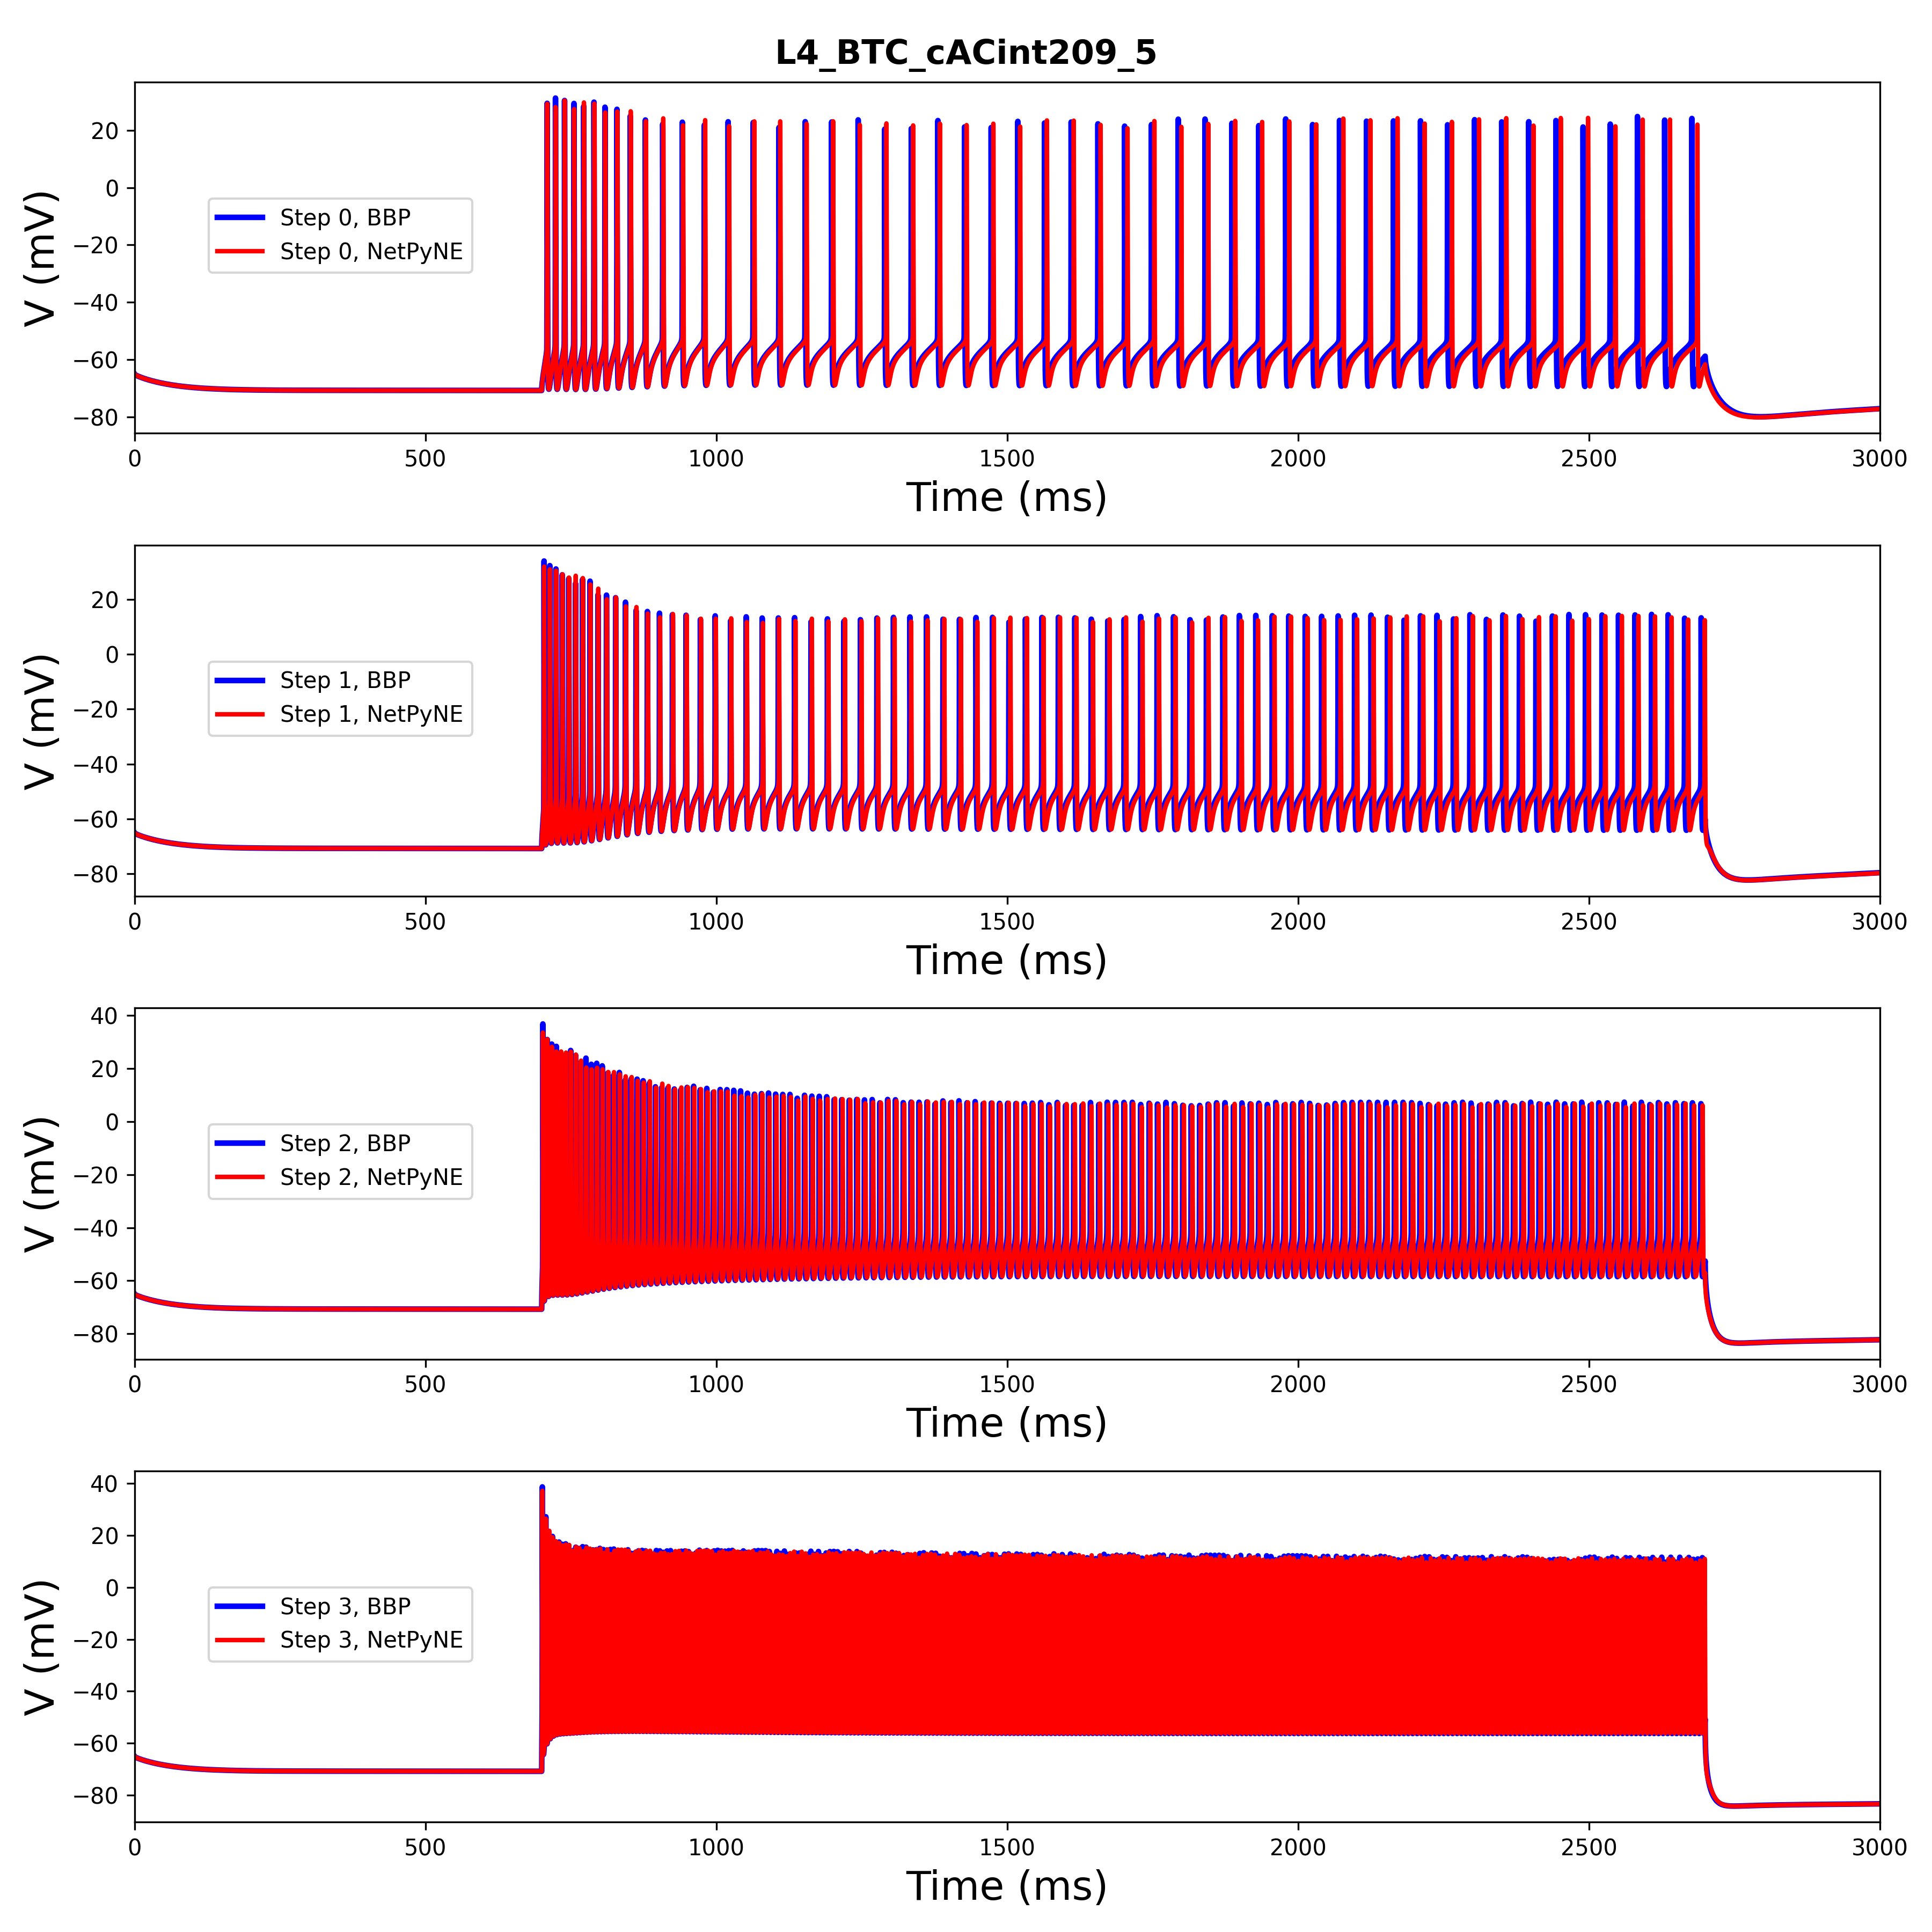 L4_BTC_cACint209_5
V (mV)
20
0
−20
−40
−60
−80
Step 0, BBP
Step 0, NetPyNE
0 500 1000 1500 2000 2500 3000
Time (ms)
V (mV)
20
0
−20
−40
−60
−80
Step 1, BBP
Step 1, NetPyNE
0 500 1000 1500 2000 2500 3000
Time (ms)
V (mV)
40
20
0
−20
−40
−60
−80
Step 2, BBP
Step 2, NetPyNE
0 500 1000 1500 2000 2500 3000
Time (ms)
V (mV)
40
20
0
−20
−40
−60
−80
Step 3, BBP
Step 3, NetPyNE
0 500 1000 1500 2000 2500 3000
Time (ms)